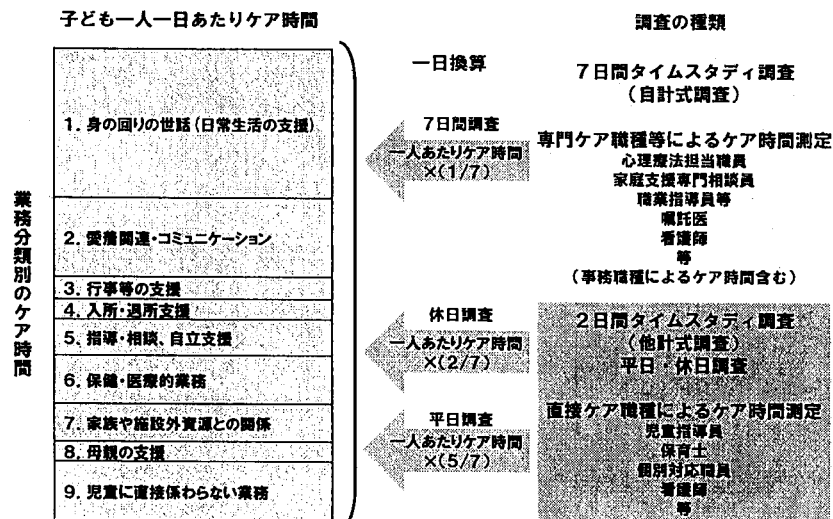 子ども一人一日あたりケア時間
業務分類別のケア時間
1. 身の回りの世話(日常生活の支援)
2. 愛着関連・コミュニケーション
3. 行事等の支援
4. 入所・退所支援
5. 指導・相談、自立支援
6. 保健・医療的業務
7. 家族や施設外資源との関係
8. 母親の支援
9. 児童に直接係わらない業務
一日換算
7日間調査
一人あたりケア時間
×(1/7)
休日調査
一人あたりケア時間
×(2/7)
平日調査
一人あたりケア時間
×(5/7)
調査の種類
7日間タイムスタディ調査
(自計式調査)
専門ケア職種等によるケア時間測定
心理療法担当職員
家庭支援専門相談員
職業指導員等
嘱託医
看護師
等
(事務職種によるケア時間含む)
2日間タイムスタディ調査
(他計式調査)
平日・休日調査
直接ケア職種によるケア時間測定
児童指導員
保育士
個別対応職員
看護師
等